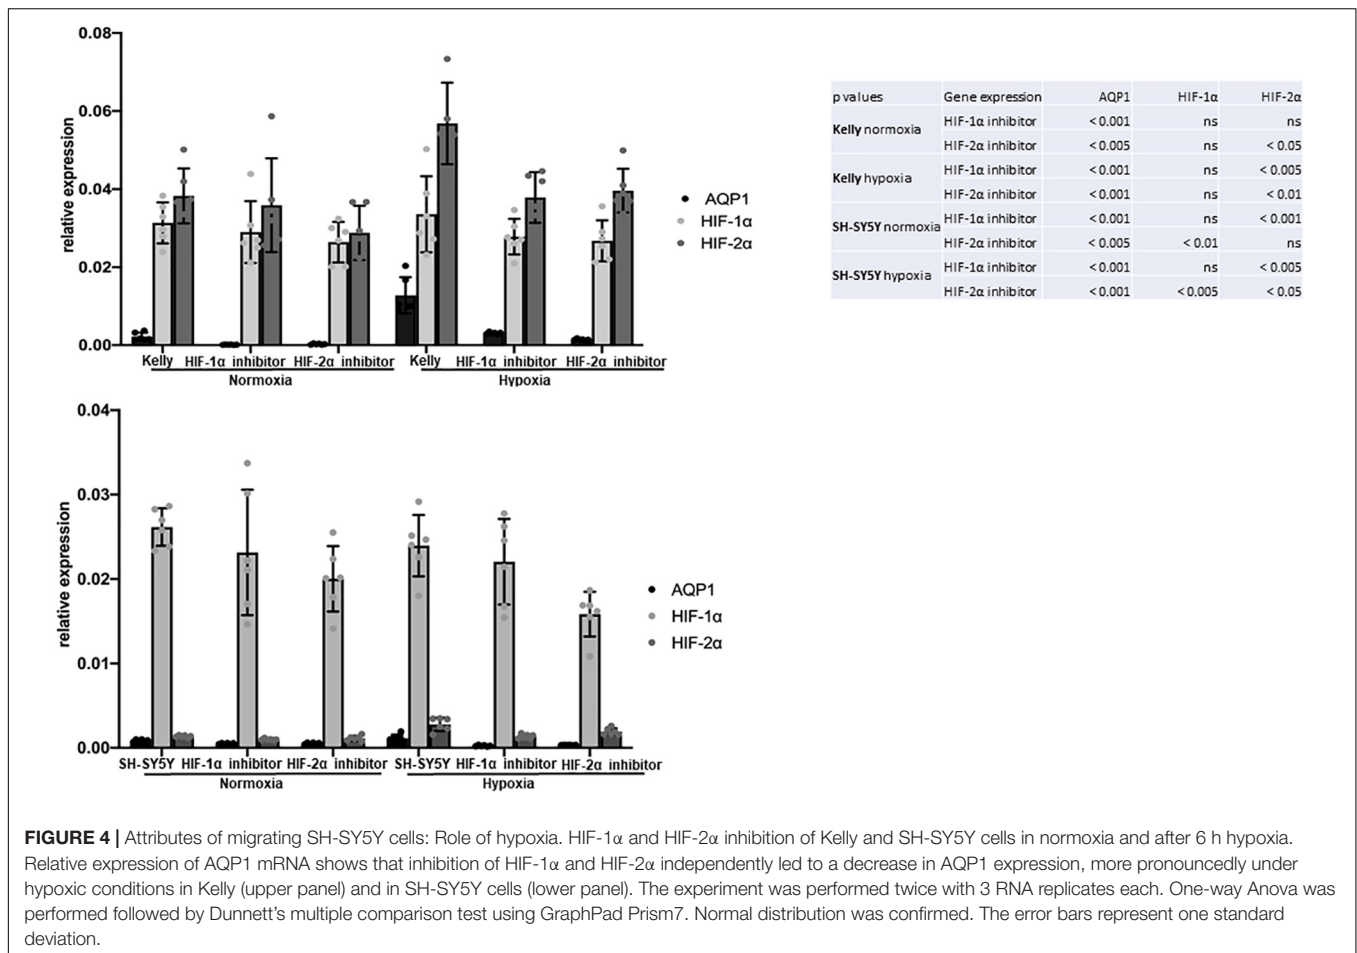 0.08
0.06
0.04
0.02
0.00
relative expression
AQP1
HIF-1α
HIF-2α
Kelly HIF-1α inhibitor HIF-2α inhibitor Kelly HIF-1α inhibitor HIF-2α inhibitor
Normoxia Hypoxia
p values Gene expression AQP1 HIF-1α HIF-2α
Kelly normoxia HIF-1α inhibitor < 0.001 ns ns
HIF-2α inhibitor < 0.005 ns < 0.05
Kelly hypoxia HIF-1α inhibitor < 0.001 ns < 0.005
HIF-2α inhibitor < 0.001 ns < 0.01
SH-SY5Y normoxia HIF-1α inhibitor < 0.001 ns < 0.001
HIF-2α inhibitor < 0.005 < 0.01 ns
SH-SY5Y hypoxia HIF-1α inhibitor < 0.001 ns < 0.005
HIF-2α inhibitor < 0.001 < 0.005 < 0.05
0.04
0.03
0.02
0.01
0.00
relative expression
AQP1
HIF-1α
HIF-2α
SH-SY5Y HIF-1α inhibitor HIF-2α inhibitor SH-SY5Y HIF-1α inhibitor HIF-2α inhibitor
Normoxia Hypoxia
FIGURE 4 | Attributes of migrating SH-SY5Y cells: Role of hypoxia. HIF-1α and HIF-2α inhibition of Kelly and SH-SY5Y cells in normoxia and after 6 h hypoxia.
Relative expression of AQP1 mRNA shows that inhibition of HIF-1α and HIF-2α independently led to a decrease in AQP1 expression, more pronouncedly under
hypoxic conditions in Kelly (upper panel) and in SH-SY5Y cells (lower panel). The experiment was performed twice with 3 RNA replicates each. One-way Anova was
performed followed by Dunnett's multiple comparison test using GraphPad Prism7. Normal distribution was confirmed. The error bars represent one standard
deviation.